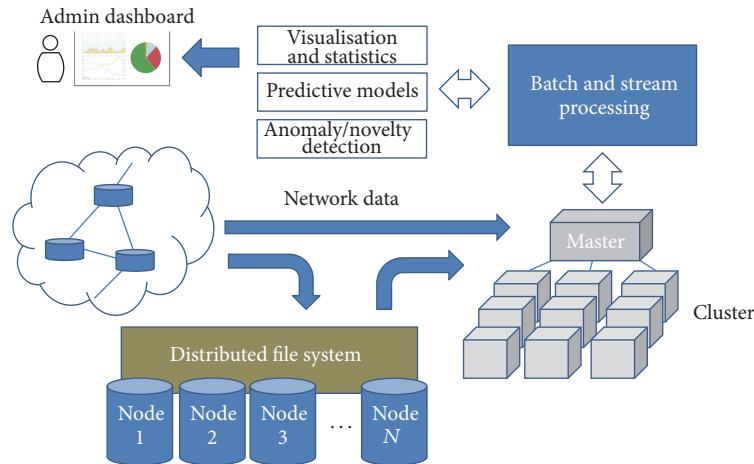 Admin dashboard
Visualisation
and statistics
Predictive models
Anomaly/novelty
detection
Batch and stream
processing
Network data
Master
Cluster
Distributed file system
Node
1
Node
2
Node
3
...
Node
N